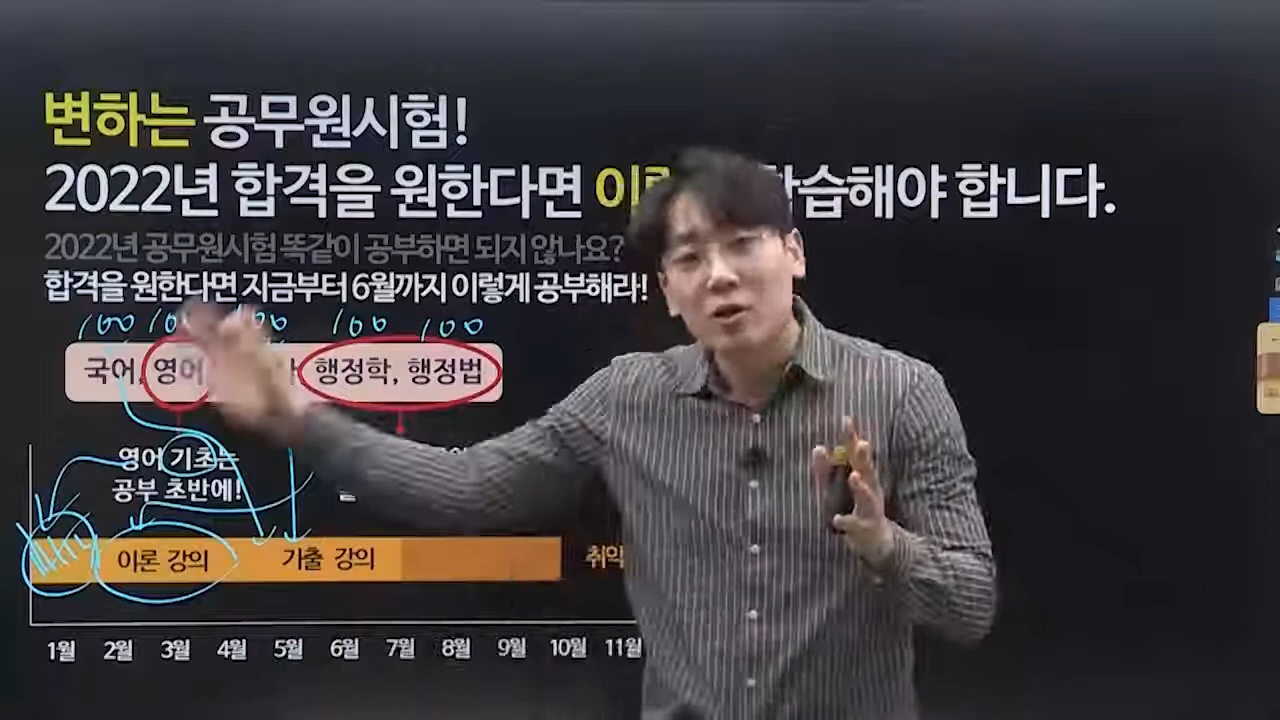 변하는 공무원시험!
2022년 합격을 원한다면 학습해야 합니다.
2022년 공무원시험 똑같이 공부하면 되지 않나요?
합격을 원한다면 지금부터 6월까지 이렇게 공부해라!
100 100 100 100
국어, 영어 행정학, 행정법
영어 기초는
공부 초반에!
이론 강의 기출 강의
1월 2월 3월 4월 5월 6월 7월 8월 9월 10월 11월